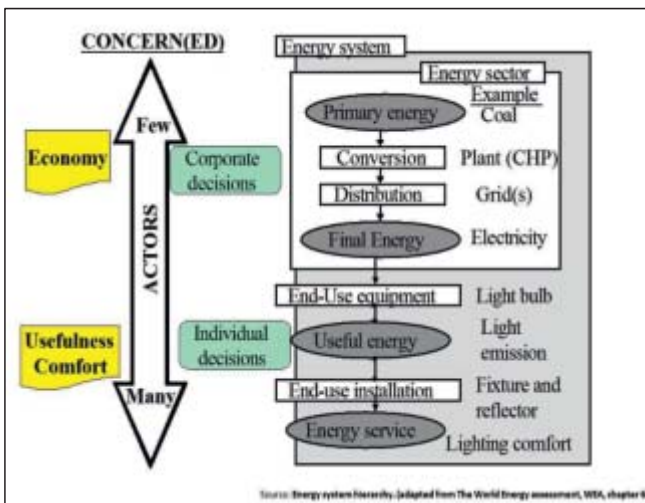 CONCERN(ED)
Few
ACTORS
Many
Economy
Usefulness
Comfort
Corporate
decisions
Individual
decisions
Energy system
Energy sector
Example
Primary energy
Coal
Conversion
Plant (CHP)
Distribution
Grid(s)
Final Energy
Electricity
End-Use equipment
Light bulb
Useful energy
Light
emission
End-use installation
Fixture and
reflector
Energy service
Lighting comfort
Source: Energy system hierarchy. (adapted from The World Energy assessment, WEA, chapter 6